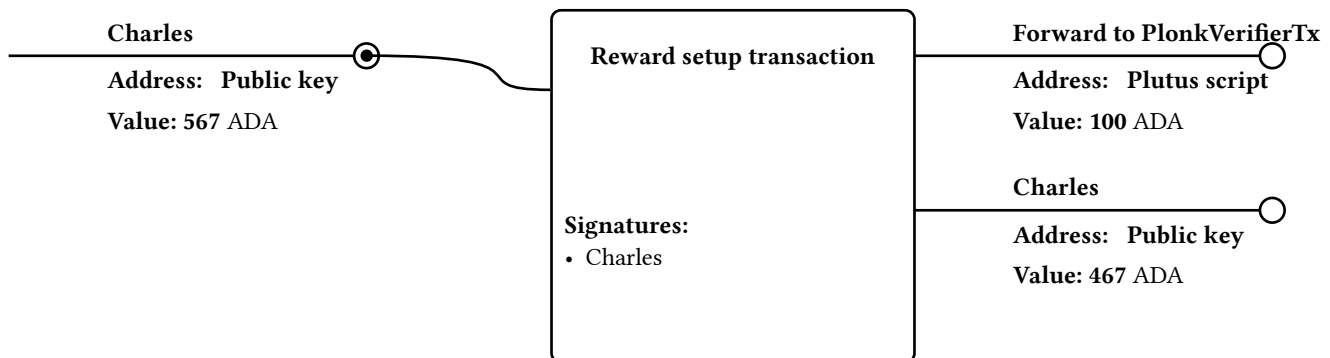 Charles
Address: Public key
Value: 567 ADA
Reward setup transaction
Signatures:
• Charles
Forward to PlonkVerifierTx
Address: Plutus script
Value: 100 ADA
Charles
Address: Public key
Value: 467 ADA